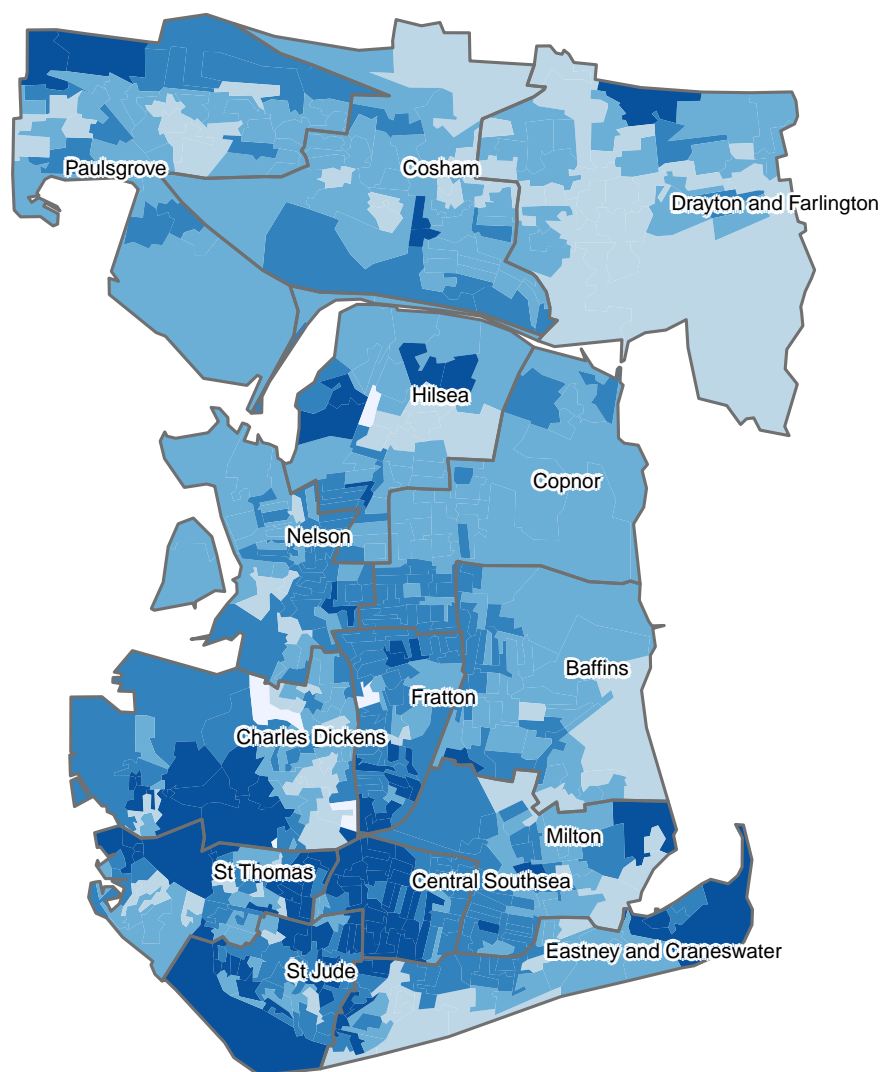 Paulsgrove
Cosham
Drayton and Farlington
Hilsea
Copnor
Nelson
Baffins
Fratton
Charles Dickens
Milton
St Thomas
Central Southsea
Eastney and Craneswater
St Jude